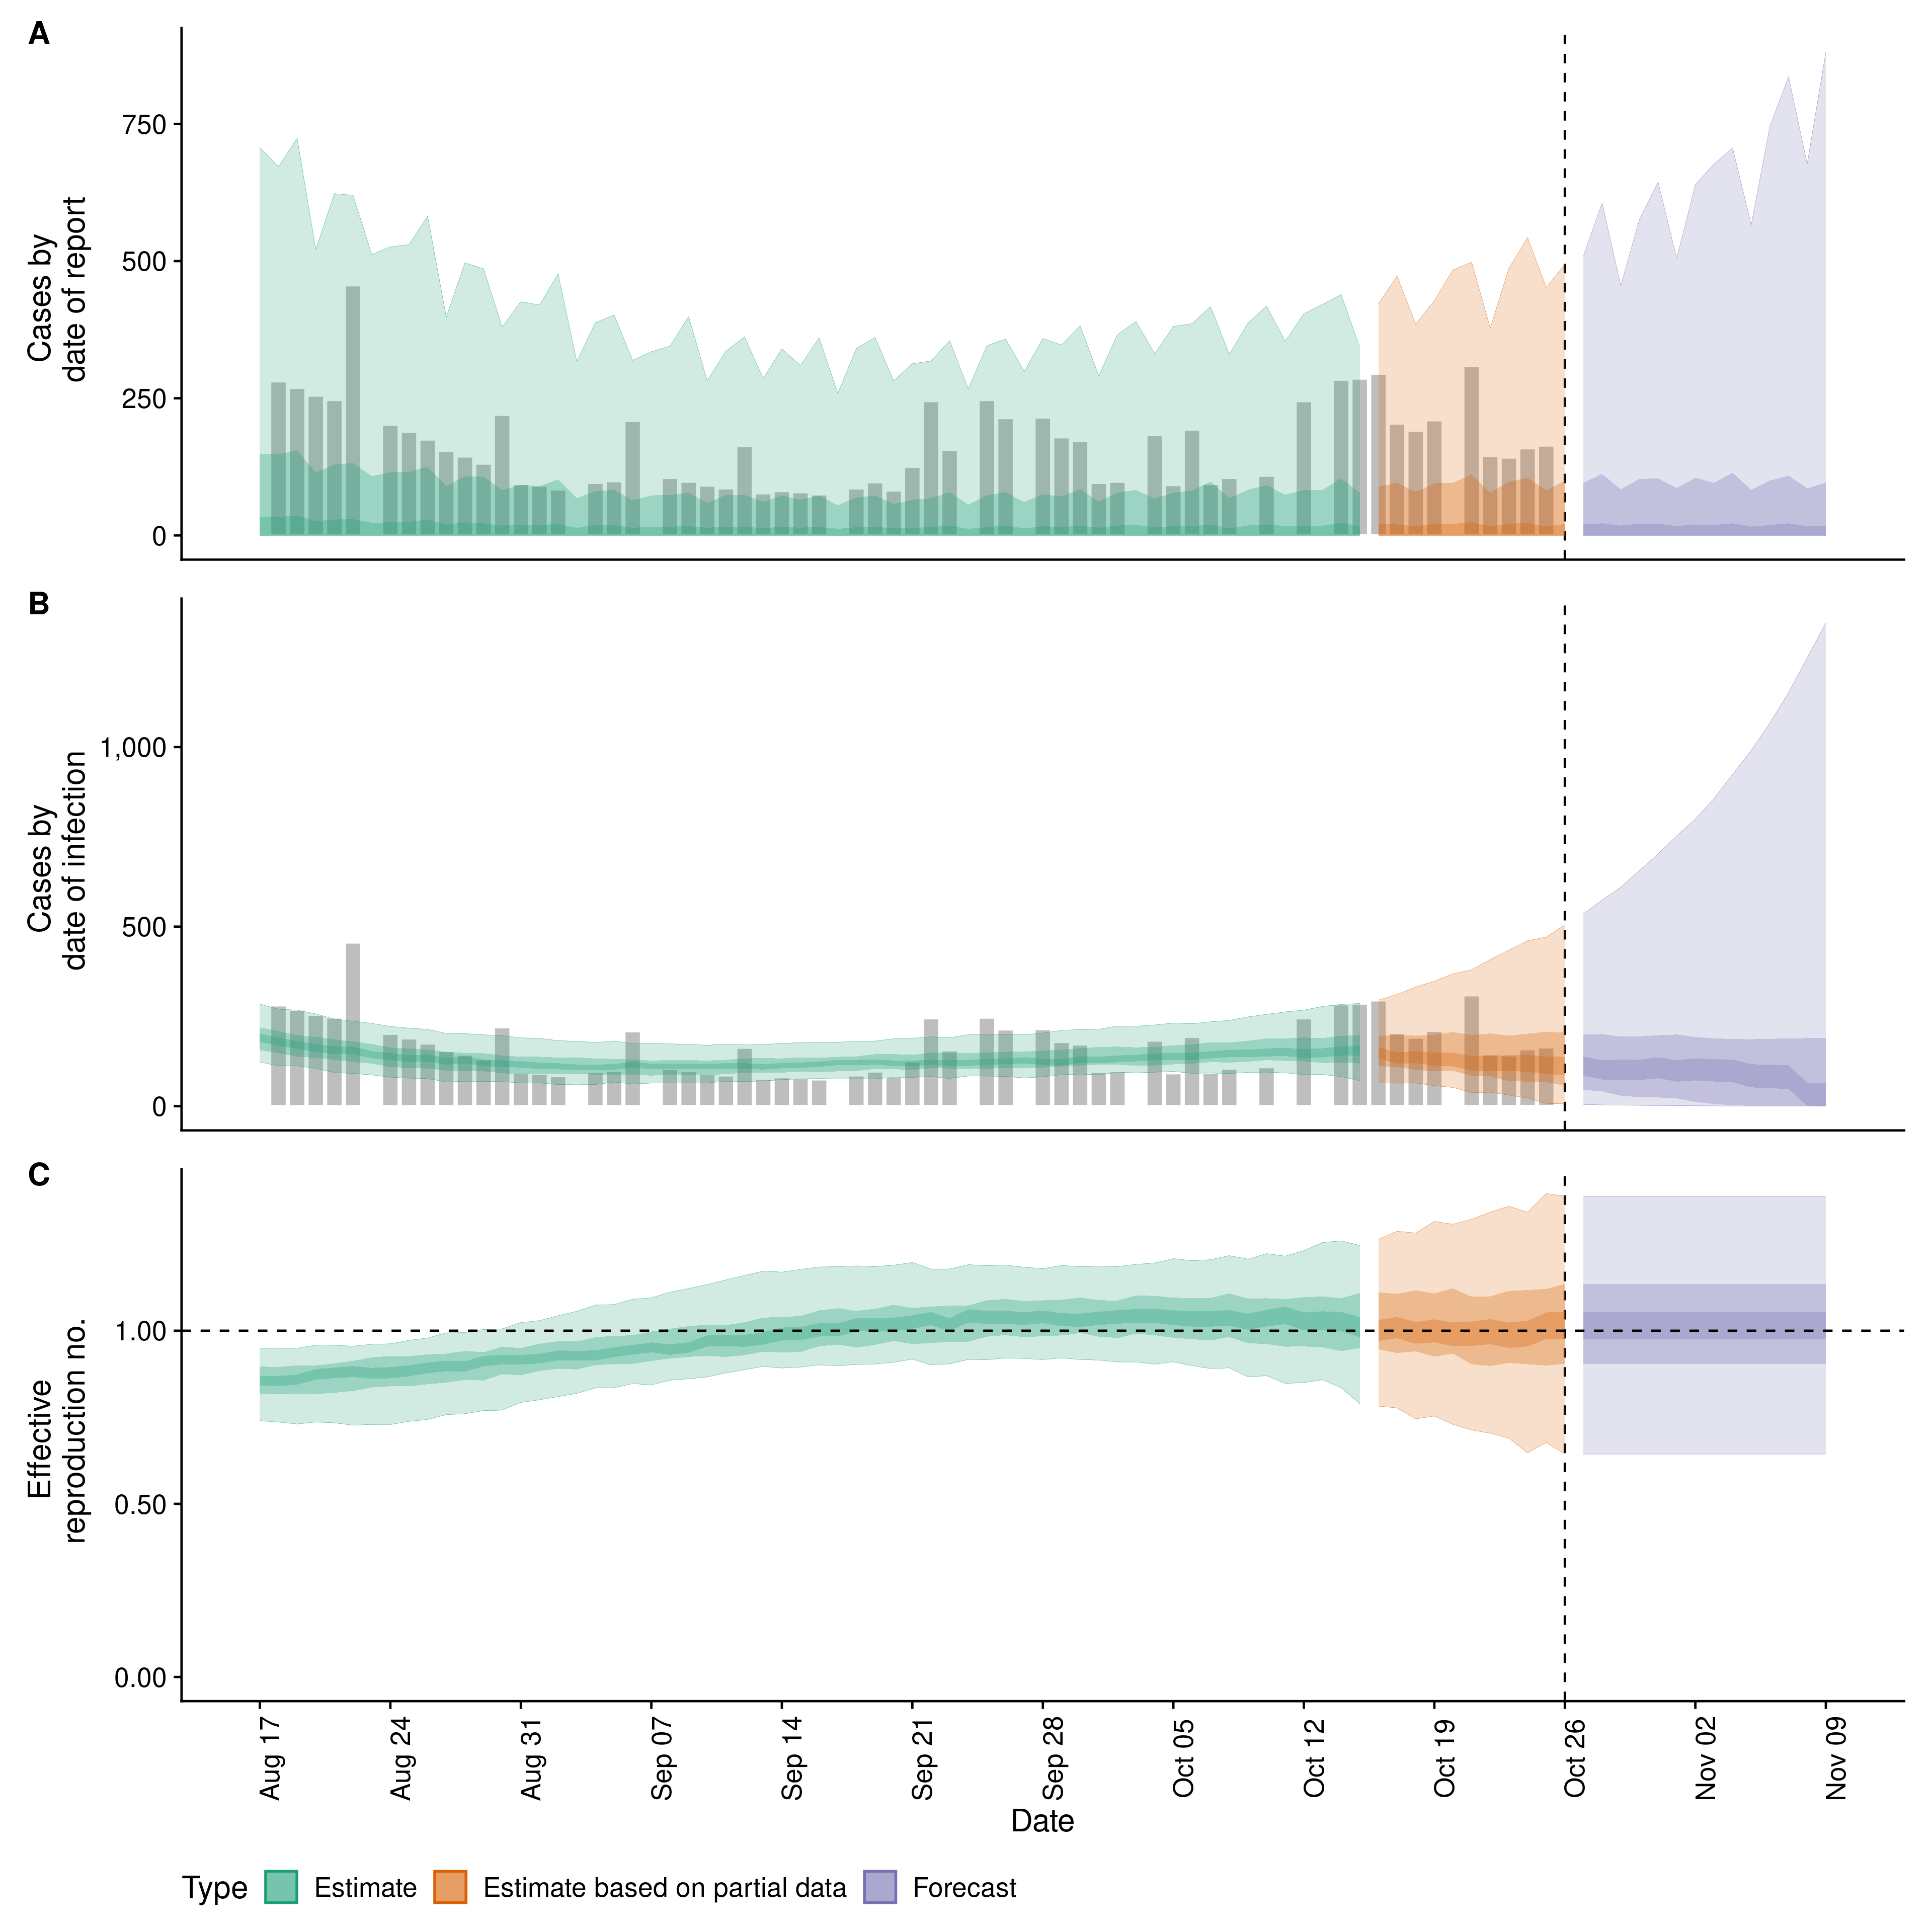 A
Cases by
date of report
750
500
250
0
B
Cases by
date of infection
1,000
500
0
C
Effective
reproduction no.
1.00
0.50
0.00
Aug 17
Aug 24
Aug 31
Sep 07
Sep 14
Sep 21
Sep 28
Oct 05
Oct 12
Oct 19
Oct 26
Nov 02
Nov 09
Date
Type Estimate Estimate based on partial data Forecast